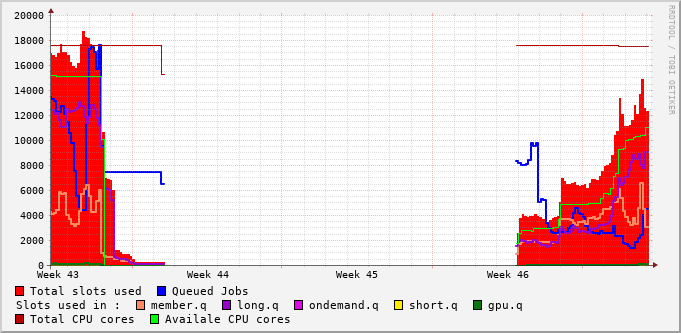 20000
18000
16000
14000
12000
10000
8000
6000
4000
2000
0
Week 43 Week 44 Week 45 Week 46
Total slots used Queued Jobs
Slots used in : member.q long.q ondemand.q short.q gpu.q
Total CPU cores Availale CPU cores
RRDTOOL / TOBI OETIKER